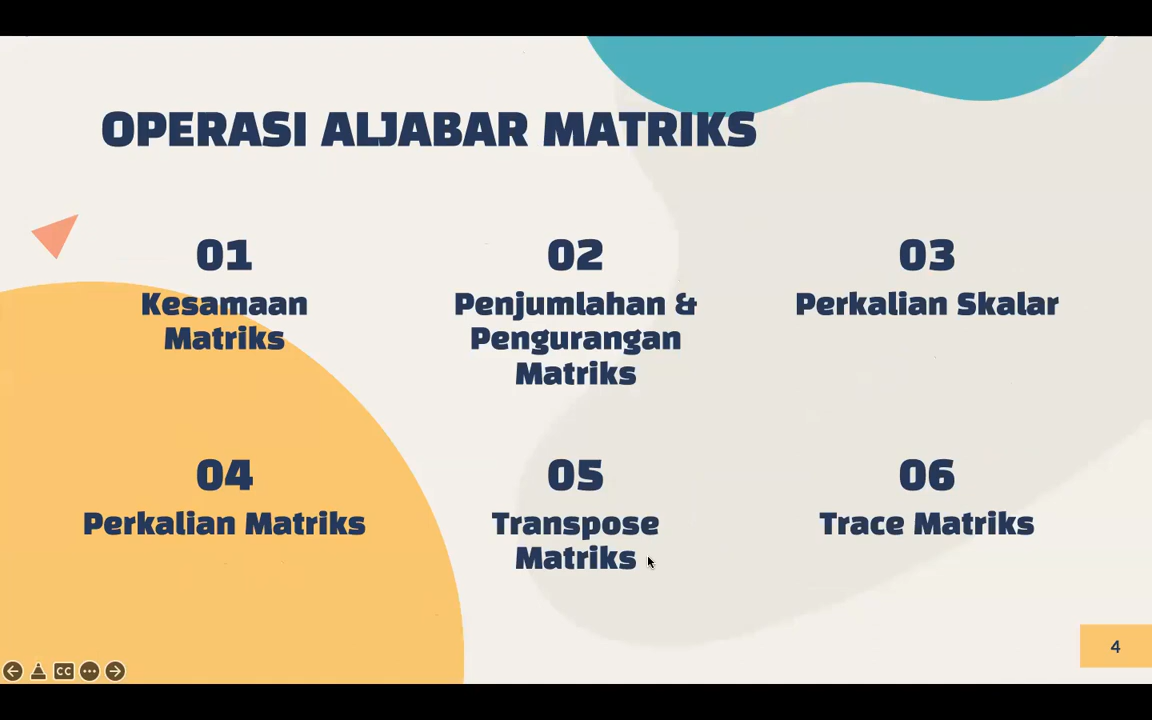 OPERASI ALJABAR MATRIKS
01
Kesamaan
Matriks
02
Penjumlahan &
Pengurangan
Matriks
03
Perkalian Skalar
04
Perkalian Matriks
05
Transpose
Matriks
06
Trace Matriks
4
CC